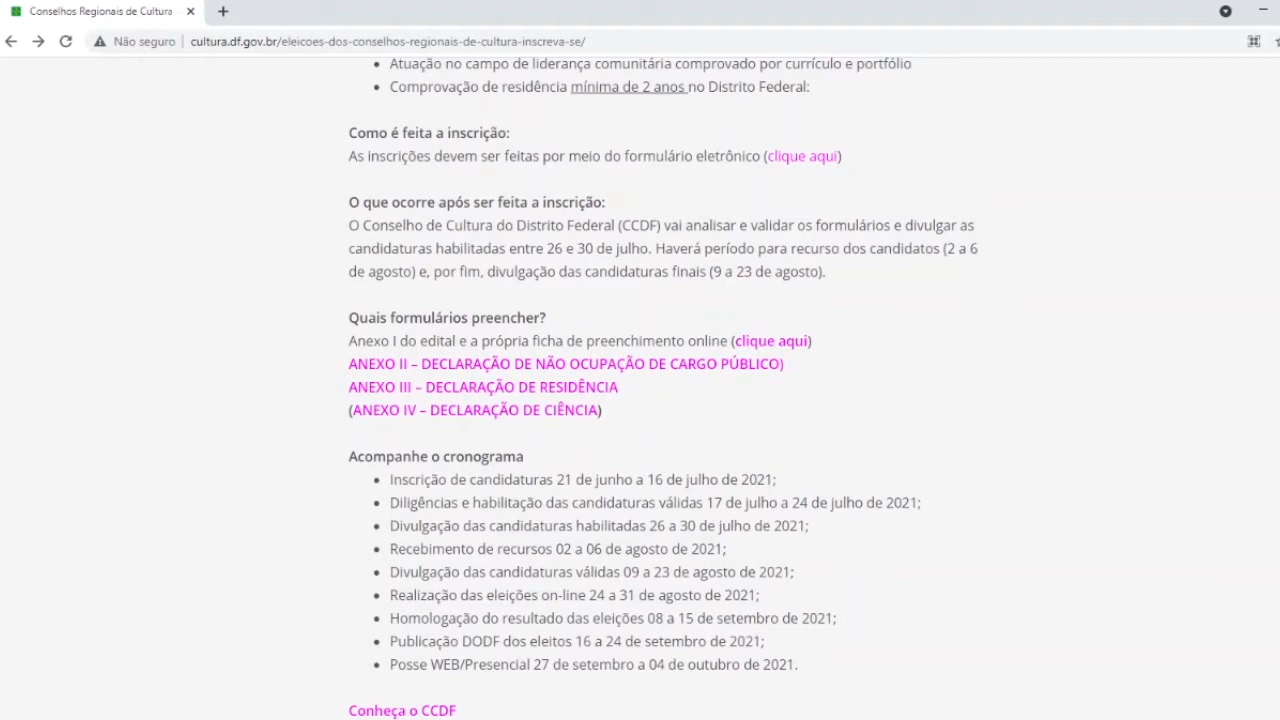 Conselhos Regionais de Cultura
Não seguro
cultura.df.gov.br/eleicoes-dos-conselhos-regionais-de-cultura-inscreva-se/
• Atuação no campo de liderança comunitária comprovado por currículo e portfólio
• Comprovação de residência mínima de 2 anos no Distrito Federal:
Como é feita a inscrição:
As inscrições devem ser feitas por meio do formulário eletrônico (clique aqui)
O que ocorre após ser feita a inscrição:
O Conselho de Cultura do Distrito Federal (CCDF) vai analisar e validar os formulários e divulgar as
candidaturas habilitadas entre 26 e 30 de julho. Haverá período para recurso dos candidatos (2 a 6
de agosto) e, por fim, divulgação das candidaturas finais (9 a 23 de agosto).
Quais formulários preencher?
Anexo I do edital e a própria ficha de preenchimento online (clique aqui)
ANEXO II – DECLARAÇÃO DE NÃO OCUPAÇÃO DE CARGO PÚBLICO)
ANEXO III – DECLARAÇÃO DE RESIDÊNCIA
(ANEXO IV – DECLARAÇÃO DE CIÊNCIA)
Acompanhe o cronograma
• Inscrição de candidaturas 21 de junho a 16 de julho de 2021;
• Diligências e habilitação das candidaturas válidas 17 de julho a 24 de julho de 2021;
• Divulgação das candidaturas habilitadas 26 a 30 de julho de 2021;
• Recebimento de recursos 02 a 06 de agosto de 2021;
• Divulgação das candidaturas válidas 09 a 23 de agosto de 2021;
• Realização das eleições on-line 24 a 31 de agosto de 2021;
• Homologação do resultado das eleições 08 a 15 de setembro de 2021;
• Publicação DODF dos eleitos 16 a 24 de setembro de 2021;
• Posse WEB/Presencial 27 de setembro a 04 de outubro de 2021.
Conheça o CCDF